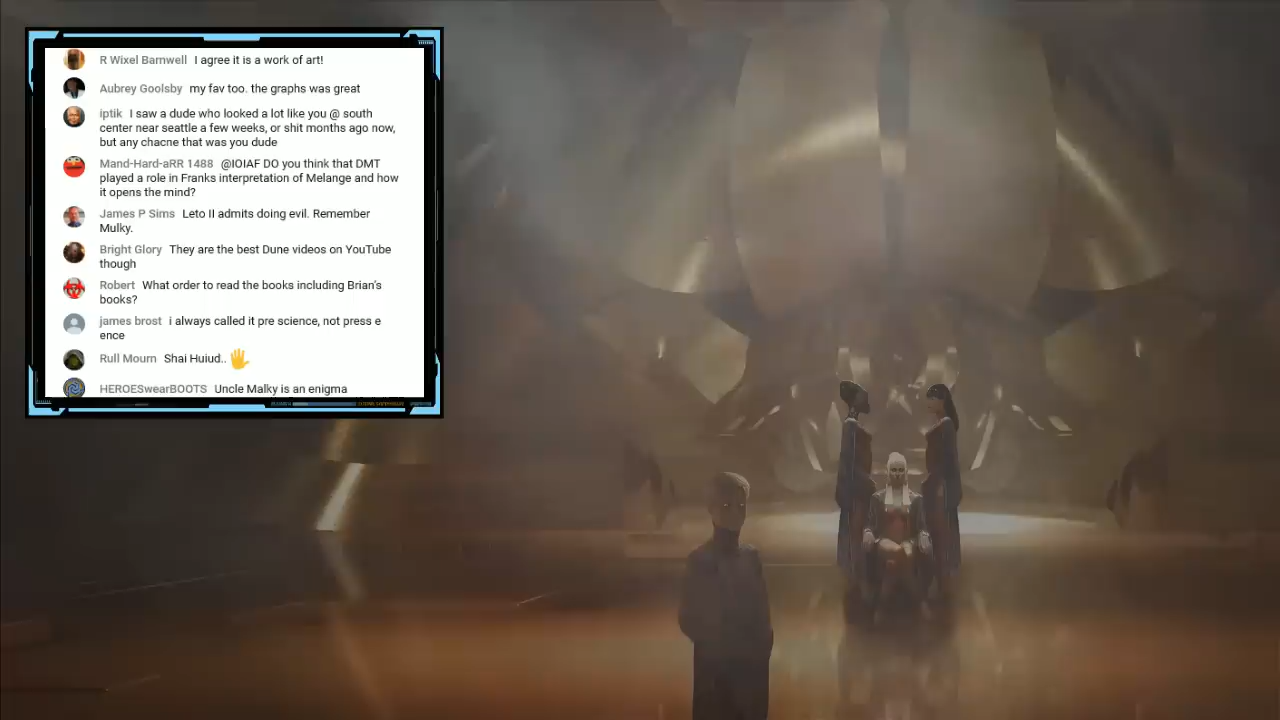 R Wixel Barnwell I agree it is a work of art!
Aubrey Goolsby my fav too. the graphs was great
iptik I saw a dude who looked a lot like you @ south
center near seattle a few weeks, or shit months ago now,
but any chacne that was you dude
Mand-Hard-aRR 1488 @IOIAF DO you think that DMT
played a role in Franks interpretation of Melange and how
it opens the mind?
James P Sims Leto II admits doing evil. Remember
Mulky.
Bright Glory They are the best Dune videos on YouTube
though
Robert What order to read the books including Brian's
books?
james brost i always called it pre science, not press e
ence
Rull Mourn Shai Huiud.. 🖐
HEROESwearBOOTS Uncle Malky is an enigma